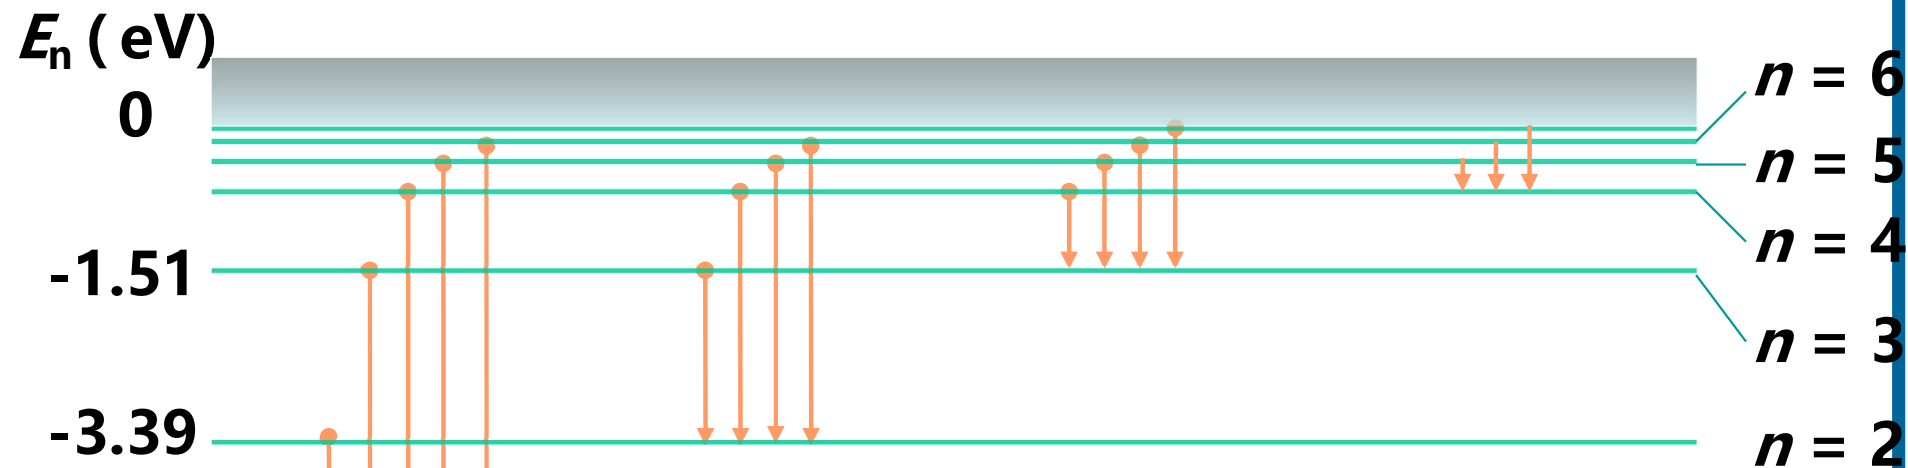 En ( eV)
0
-1.51
-3.39
n = 6
n = 5
n = 4
n = 3
n = 2